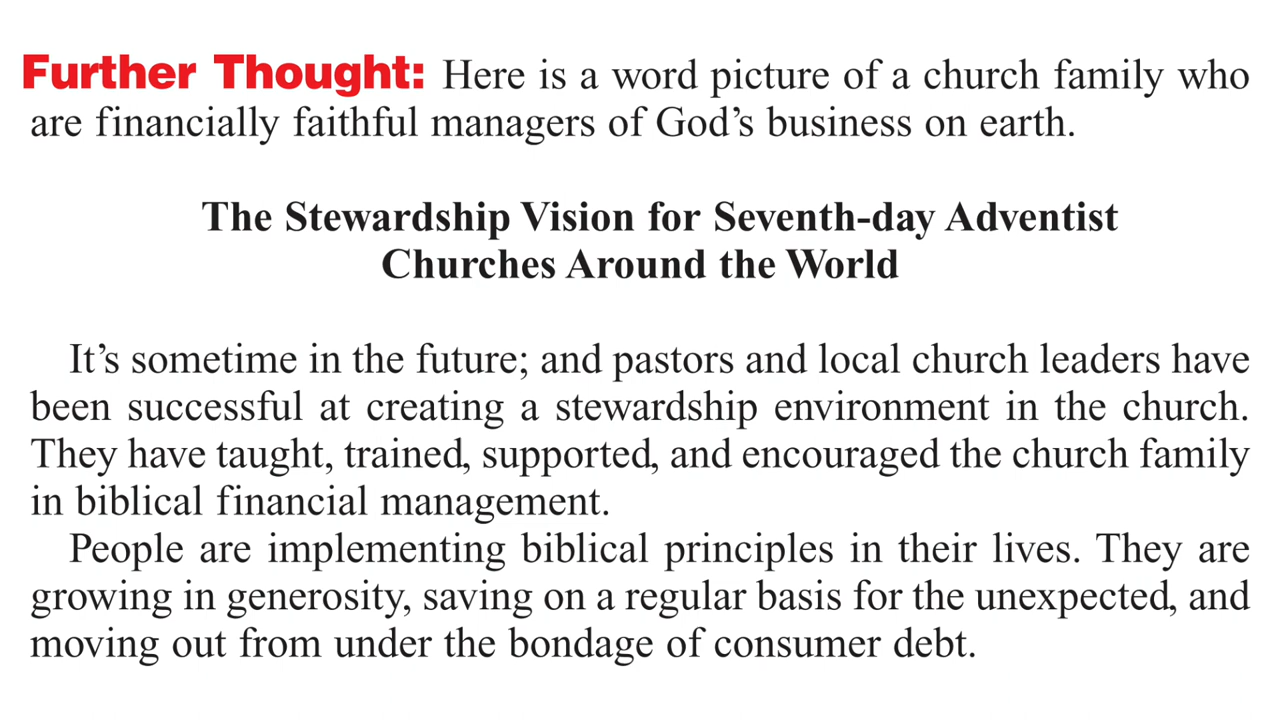 Further Thought: Here is a word picture of a church family who
are financially faithful managers of God’s business on earth.
The Stewardship Vision for Seventh-day Adventist
Churches Around the World
It’s sometime in the future; and pastors and local church leaders have
been successful at creating a stewardship environment in the church.
They have taught, trained, supported, and encouraged the church family
in biblical financial management.
People are implementing biblical principles in their lives. They are
growing in generosity, saving on a regular basis for the unexpected, and
moving out from under the bondage of consumer debt.